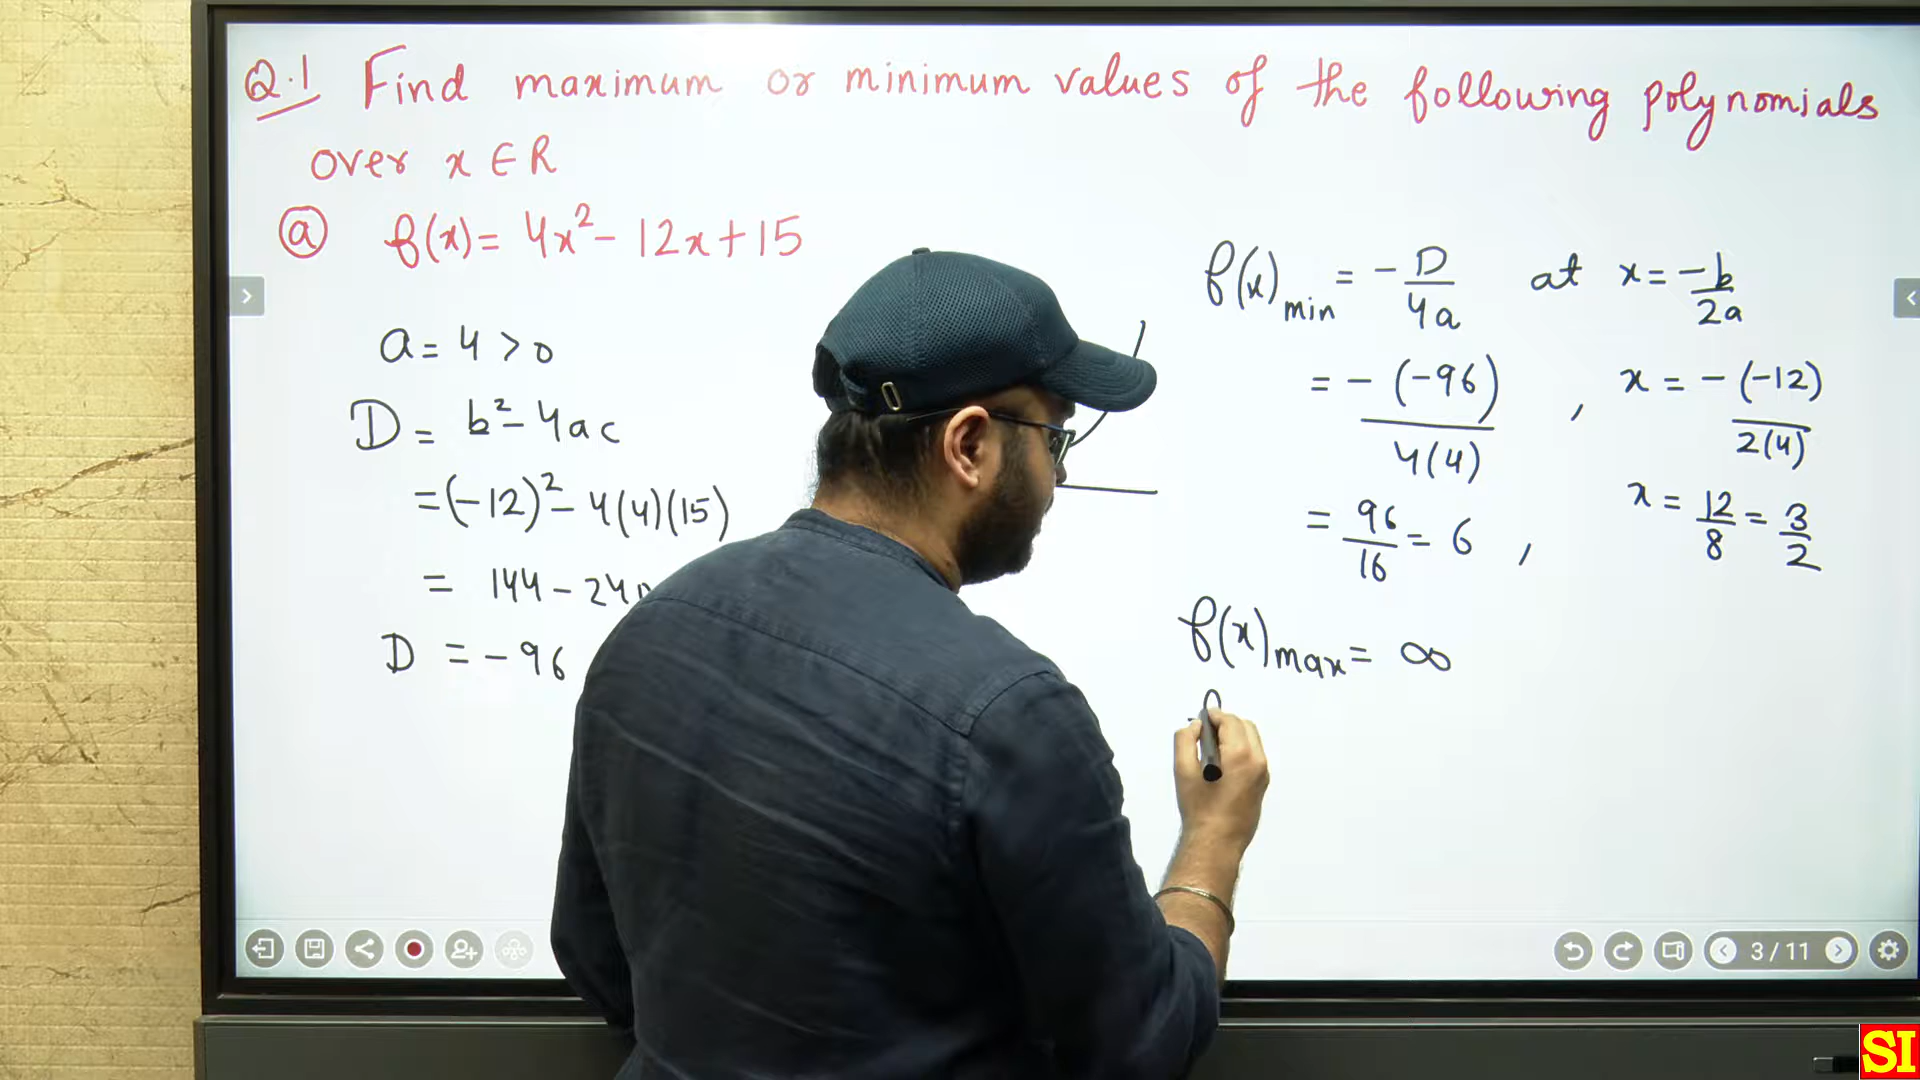 Q.1 Find maximum or minimum values of the following polynomials
over x ∈ R
(a) f(x) = 4x² - 12x + 15
a = 4 > 0
D = b² - 4ac
= (-12)² - 4(4)(15)
= 144 - 240
D = -96
f(x)min = -D/4a at x = -b/2a
= -(-96)/4(4) , x = -(-12)/2(4)
= 96/16 = 6 , x = 12/8 = 3/2
f(x)max = ∞
3/11
SI